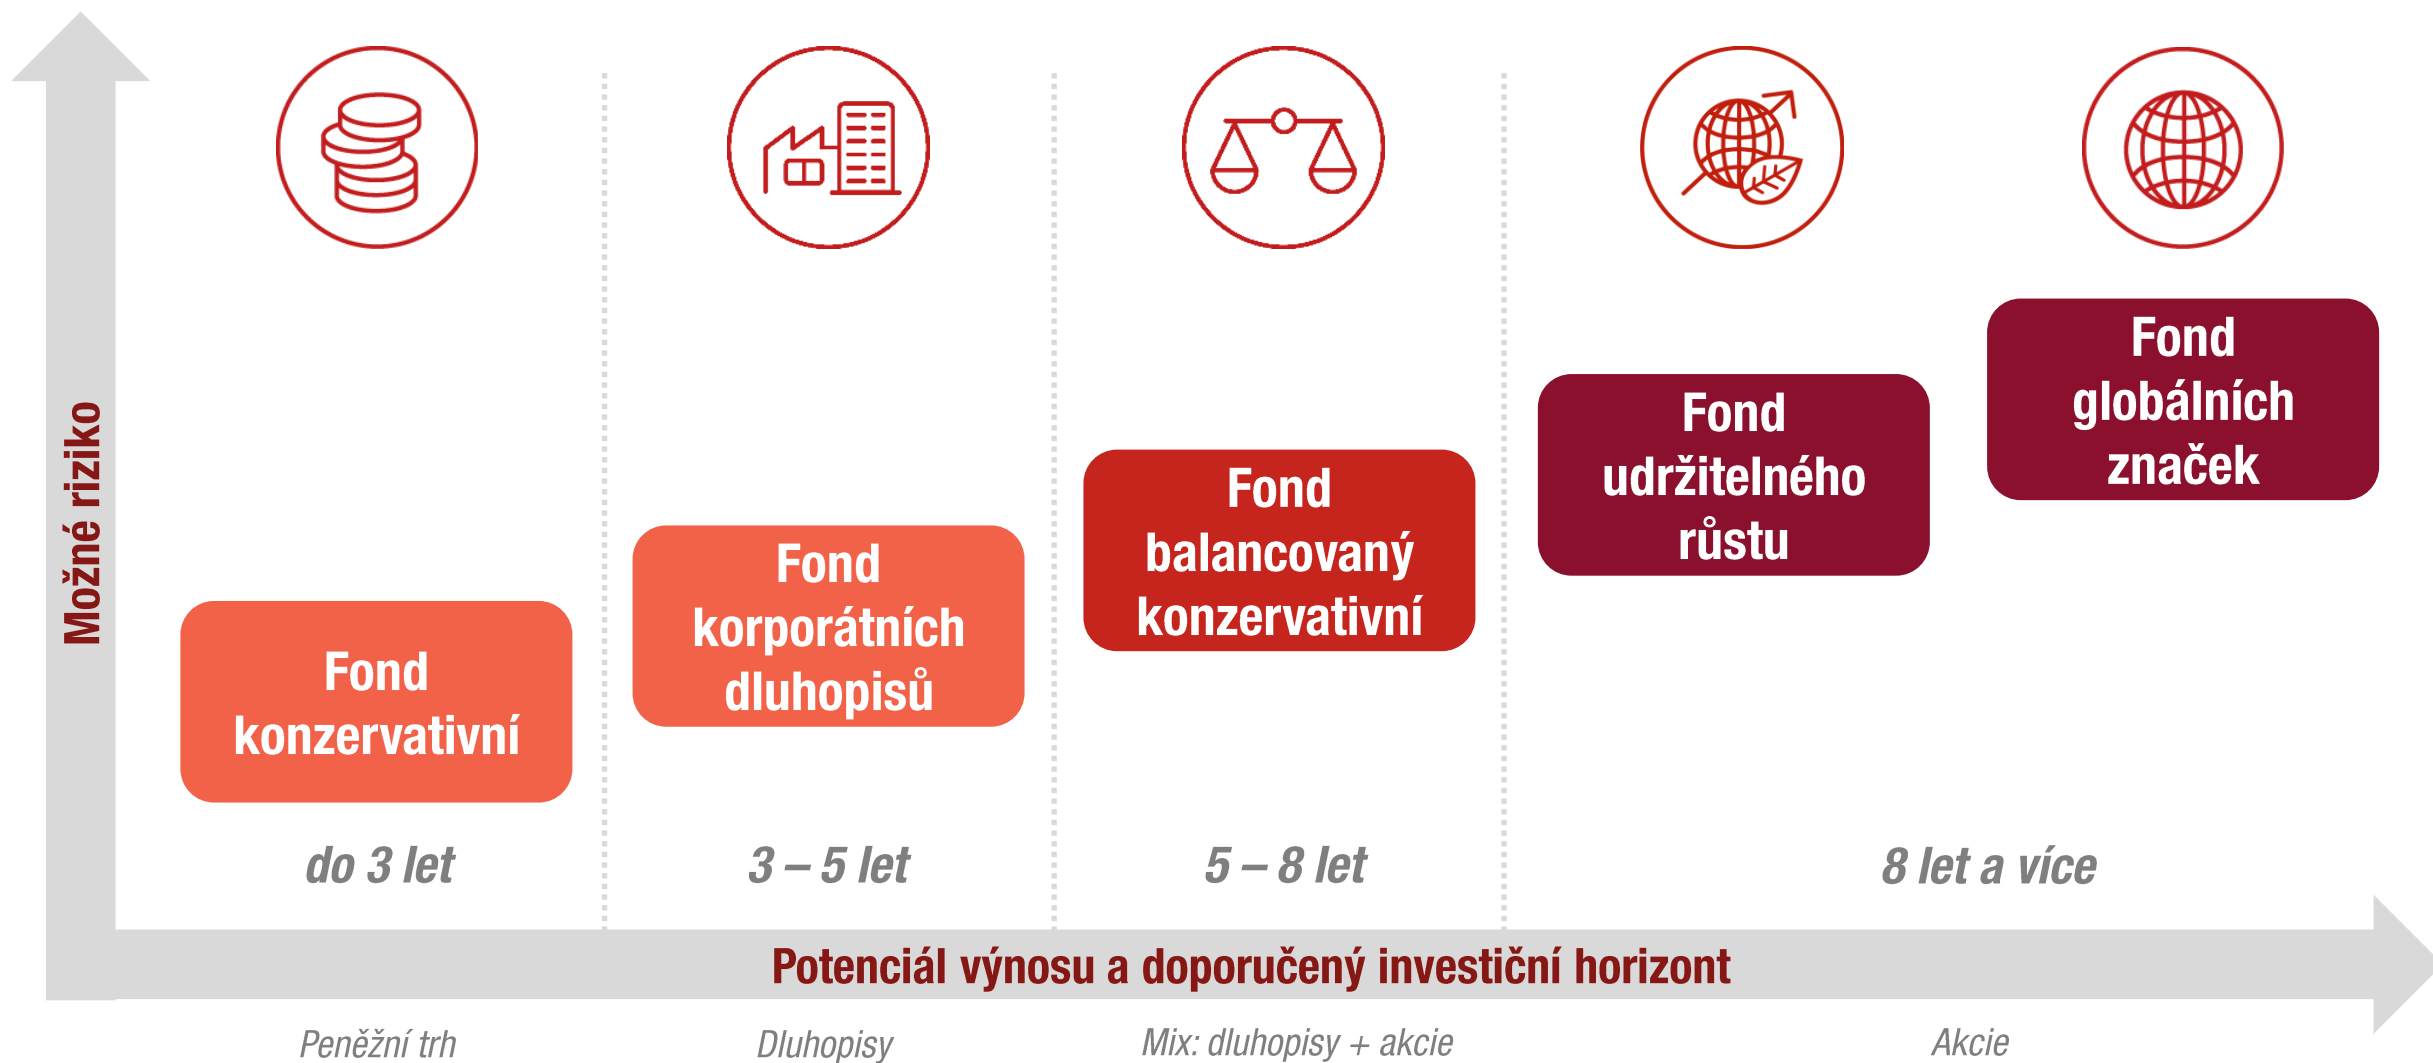 Možné riziko
Fond
konzervativní
Fond
korporátních
dluhopisů
Fond
balancovaný
konzervativní
Fond
udržitelného
růstu
Fond
globálních
značek
do 3 let
3 – 5 let
5 – 8 let
8 let a více
Potenciál výnosu a doporučený investiční horizont
Peněžní trh
Dluhopisy
Mix: dluhopisy + akcie
Akcie